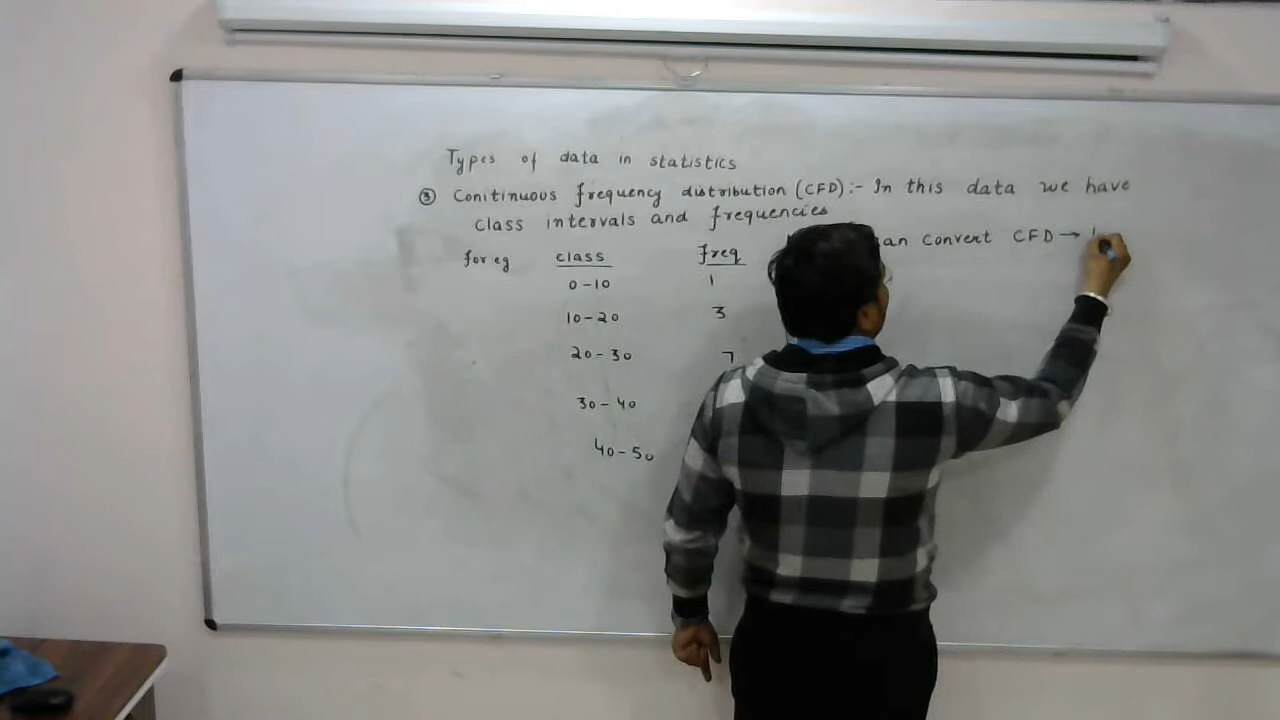 Types of data in statistics
③ Conitinuous frequency distribution (CFD):- In this data we have
class intervals and frequencies
convert CFD →
for eg class freq
0-10 1
10-20 3
20-30 7
30-40
40-50